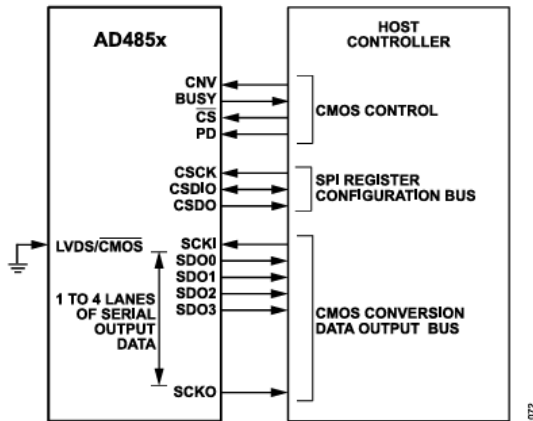 AD485x
HOST
CONTROLLER
CNV
BUSY
CS
PD
CMOS CONTROL
CSCK
CSDIO
CSDO
SPI REGISTER
CONFIGURATION BUS
LVDS/CMOS
SCKI
SDO0
SDO1
SDO2
SDO3
1 TO 4 LANES
OF SERIAL
OUTPUT
DATA
CMOS CONVERSION
DATA OUTPUT BUS
SCKO
072